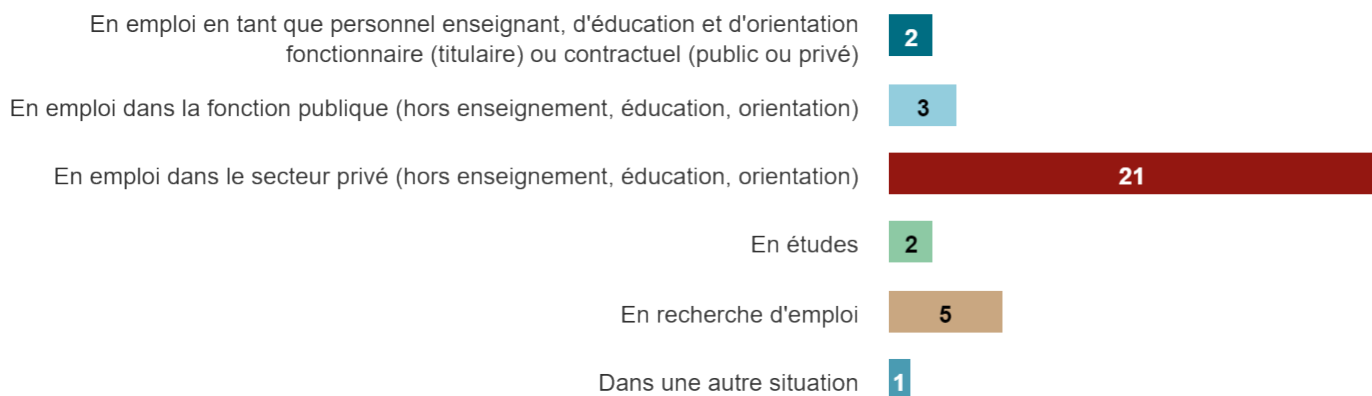 En emploi en tant que personnel enseignant, d'éducation et d'orientation
fonctionnaire (titulaire) ou contractuel (public ou privé)
2
En emploi dans la fonction publique (hors enseignement, éducation, orientation)
3
En emploi dans le secteur privé (hors enseignement, éducation, orientation)
21
En études
2
En recherche d'emploi
5
Dans une autre situation
1